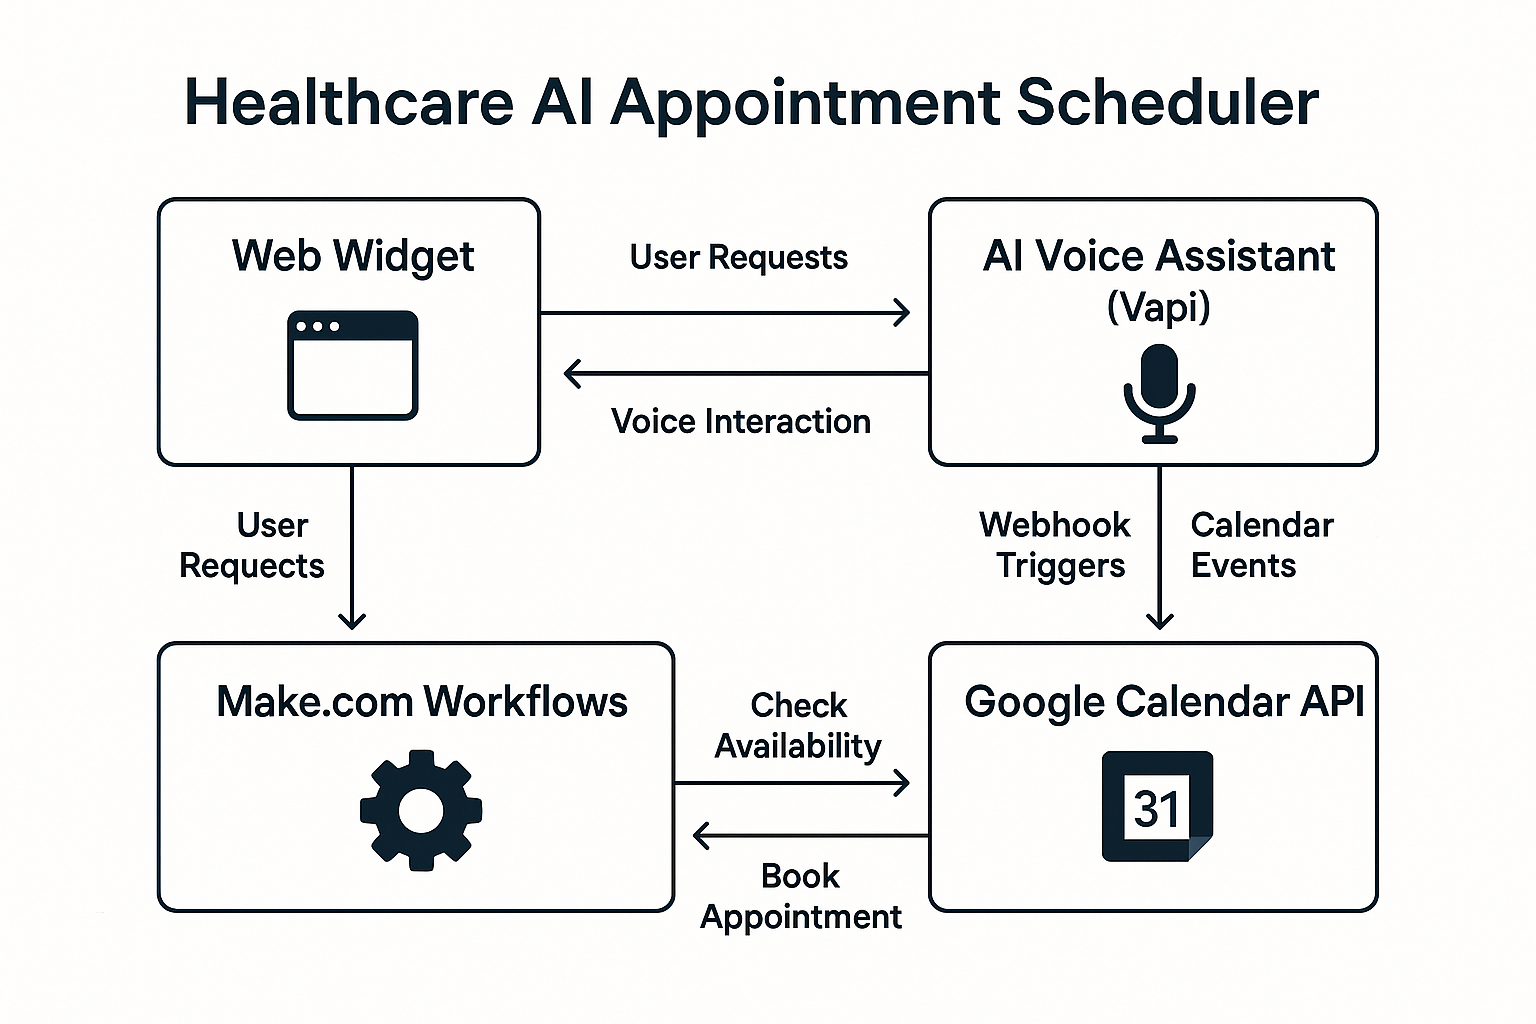 Healthcare AI Appointment Scheduler
Web Widget
User Requests
Voice Interaction
AI Voice Assistant
(Vapi)
User
Requects
Webhook
Triggers
Calendar
Events
Make.com Workflows
Check
Availability
Book
Appointment
Google Calendar API
31